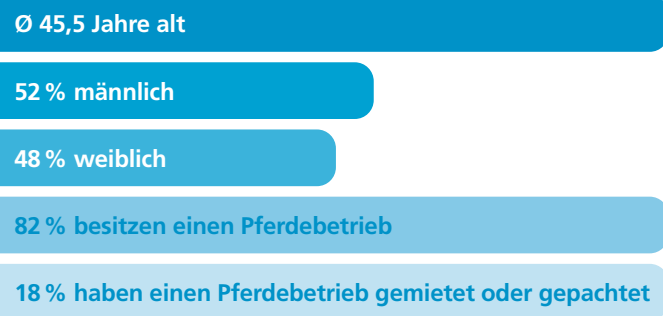 Ø 45,5 Jahre alt
52 % männlich
48 % weiblich
82 % besitzen einen Pferdebetrieb
18 % haben einen Pferdebetrieb gemietet oder gepachtet